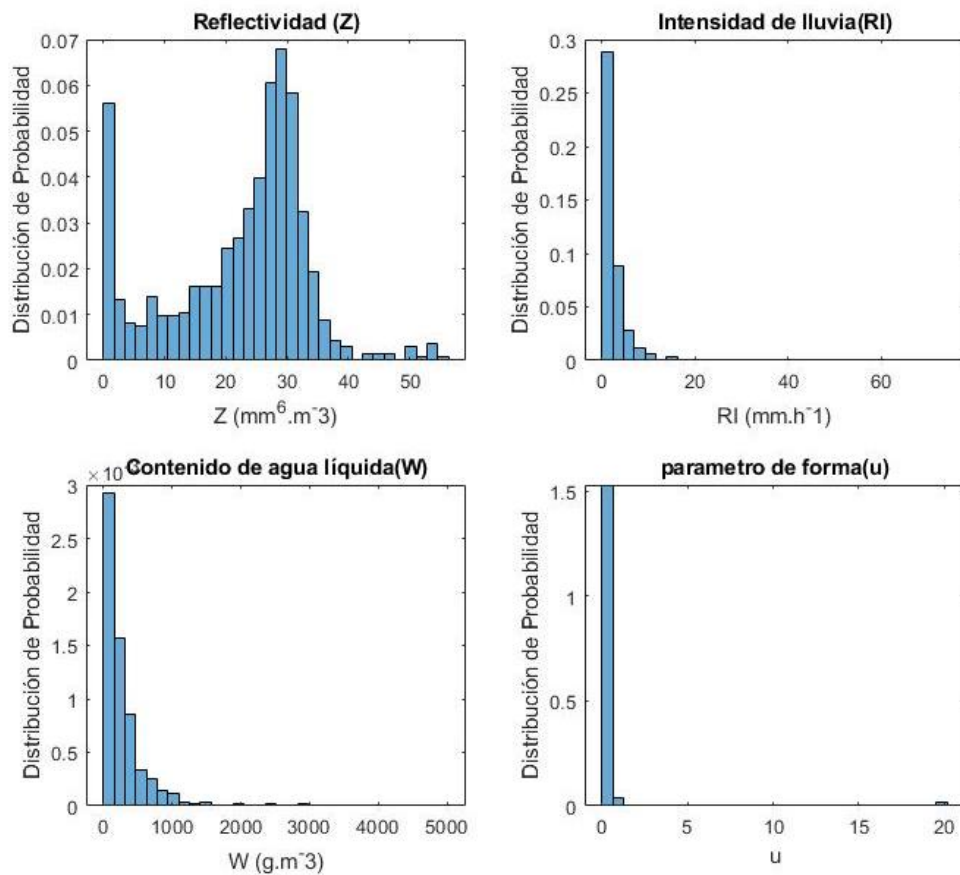 Reflectividad (Z)
Distribución de Probabilidad
0.07
0.06
0.05
0.04
0.03
0.02
0.01
0
0 10 20 30 40 50
Z (mm^6.m^-3)
Intensidad de lluvia(RI)
Distribución de Probabilidad
0.3
0.25
0.2
0.15
0.1
0.05
0
0 20 40 60
RI (mm.h^-1)
Contenido de agua líquida(W)
× 10
Distribución de Probabilidad
3
2.5
2
1.5
1
0.5
0
0 1000 2000 3000 4000 5000
W (g.m^-3)
parametro de forma(u)
Distribución de Probabilidad
1.5
1
0.5
0
0 5 10 15 20
u